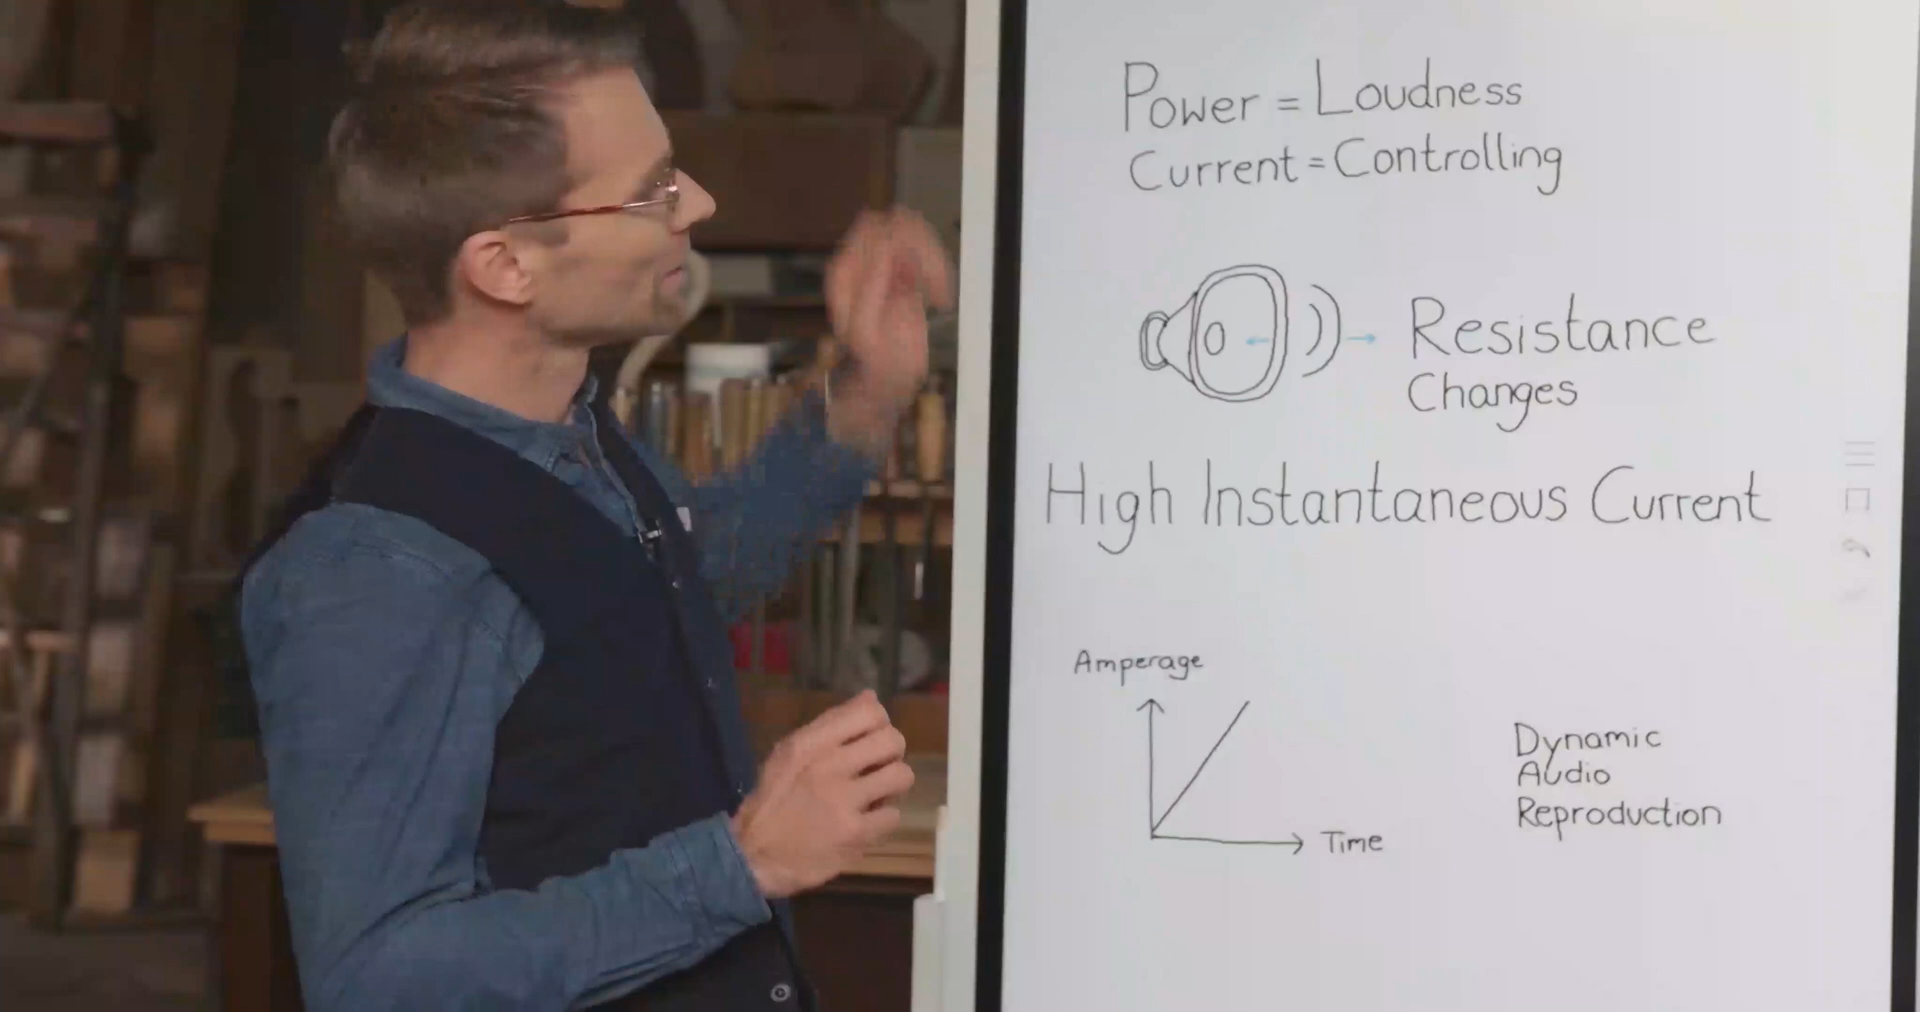 Power = Loudness
Current = Controlling
Resistance
Changes
High Instantaneous Current
Amperage
Time
Dynamic
Audio
Reproduction